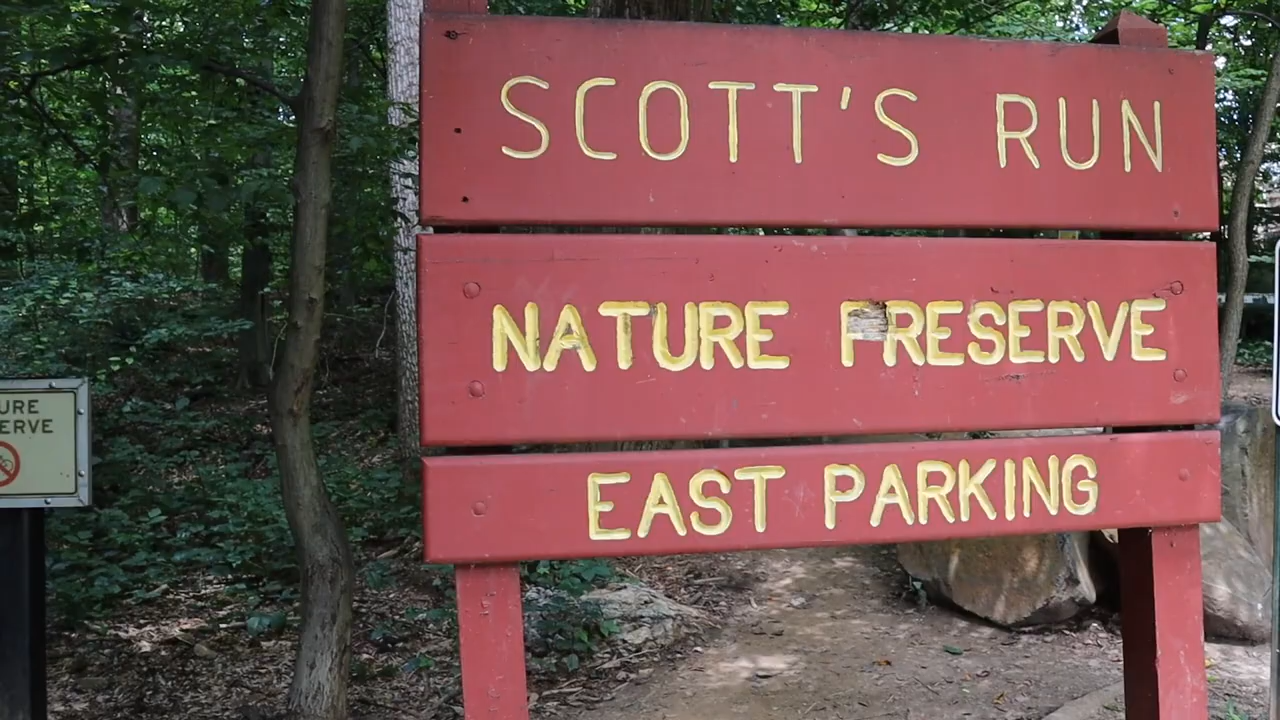 SCOTT'S RUN
NATURE PRESERVE
EAST PARKING
URE
ERVE